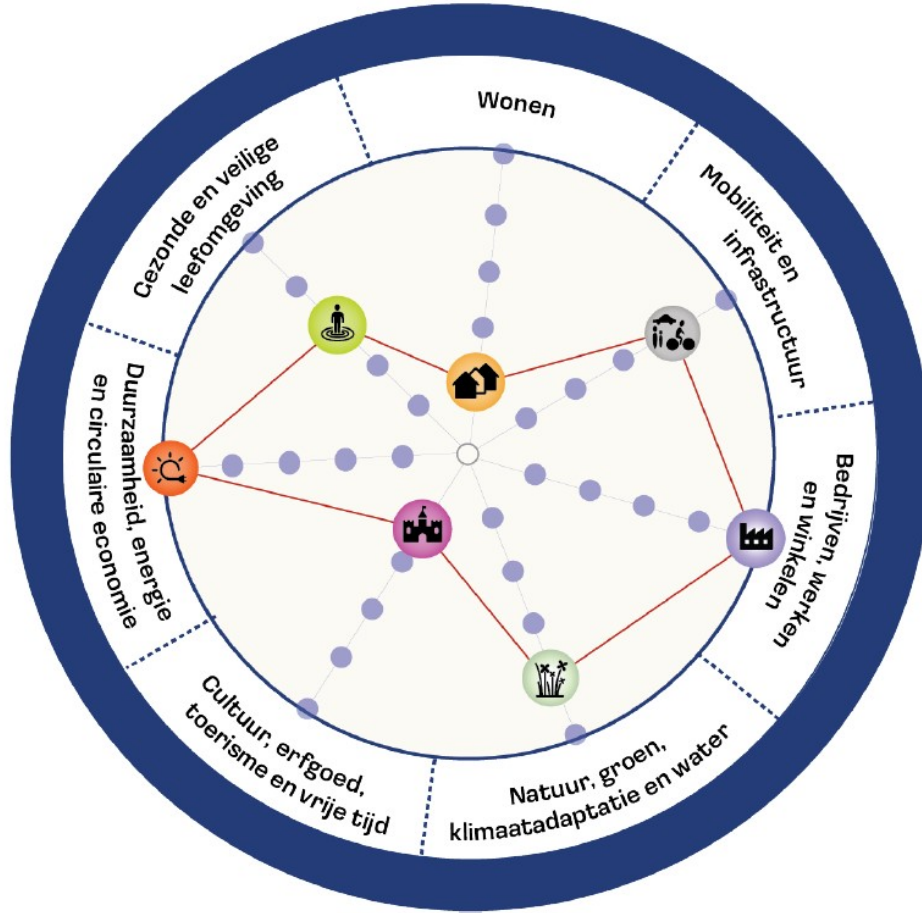 Wonen
Mobiliteit en
infrastructuur
Bedrijven, werken
en winkelen
Natuur, groen,
klimaatadaptatie en water
Cultuur, erfgoed,
toerisme en vrije tijd
Duurzaamheid, energie
en circulaire economie
Gezonde en veilige
leefomgeving